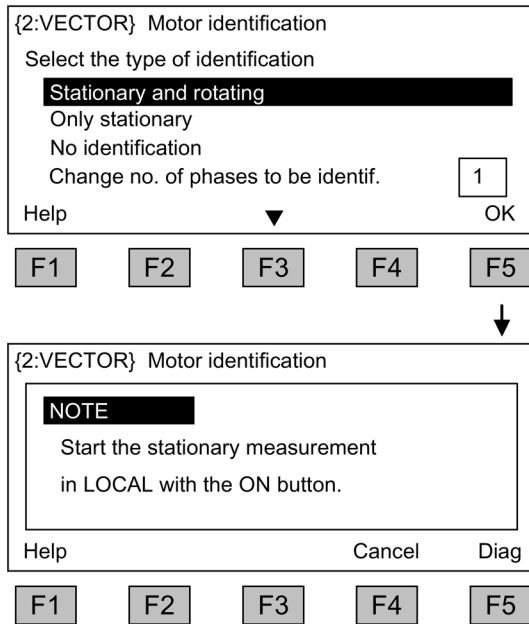 {2:VECTOR} Motor identification
Select the type of identification
Stationary and rotating
Only stationary
No identification
Change no. of phases to be identif. 1
Help ▼ OK
F1 F2 F3 F4 F5
{2:VECTOR} Motor identification
NOTE
Start the stationary measurement
in LOCAL with the ON button.
Help Cancel Diag
F1 F2 F3 F4 F5